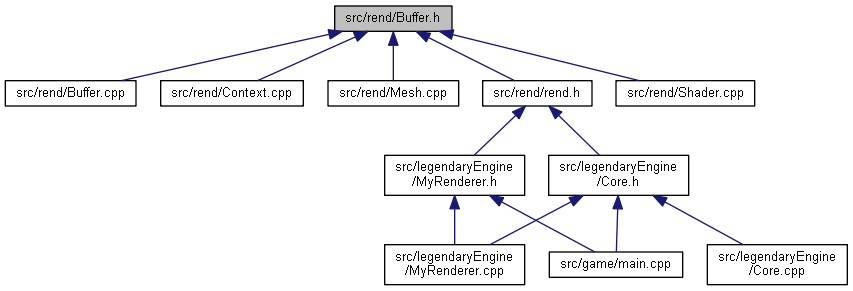 src/rend/Buffer.h
src/rend/Buffer.cpp
src/rend/Context.cpp
src/rend/Mesh.cpp
src/rend/rend.h
src/rend/Shader.cpp
src/legendaryEngine
/MyRenderer.h
src/legendaryEngine
/Core.h
src/legendaryEngine
/MyRenderer.cpp
src/game/main.cpp
src/legendaryEngine
/Core.cpp